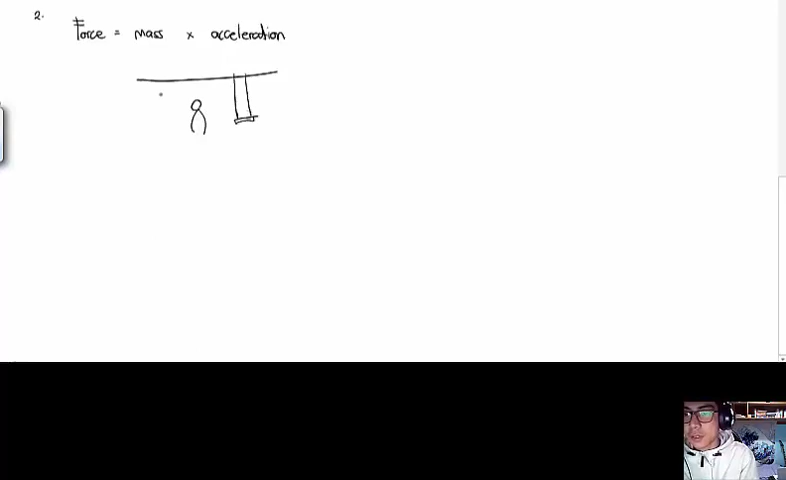 2.
Force = mass x acceleration